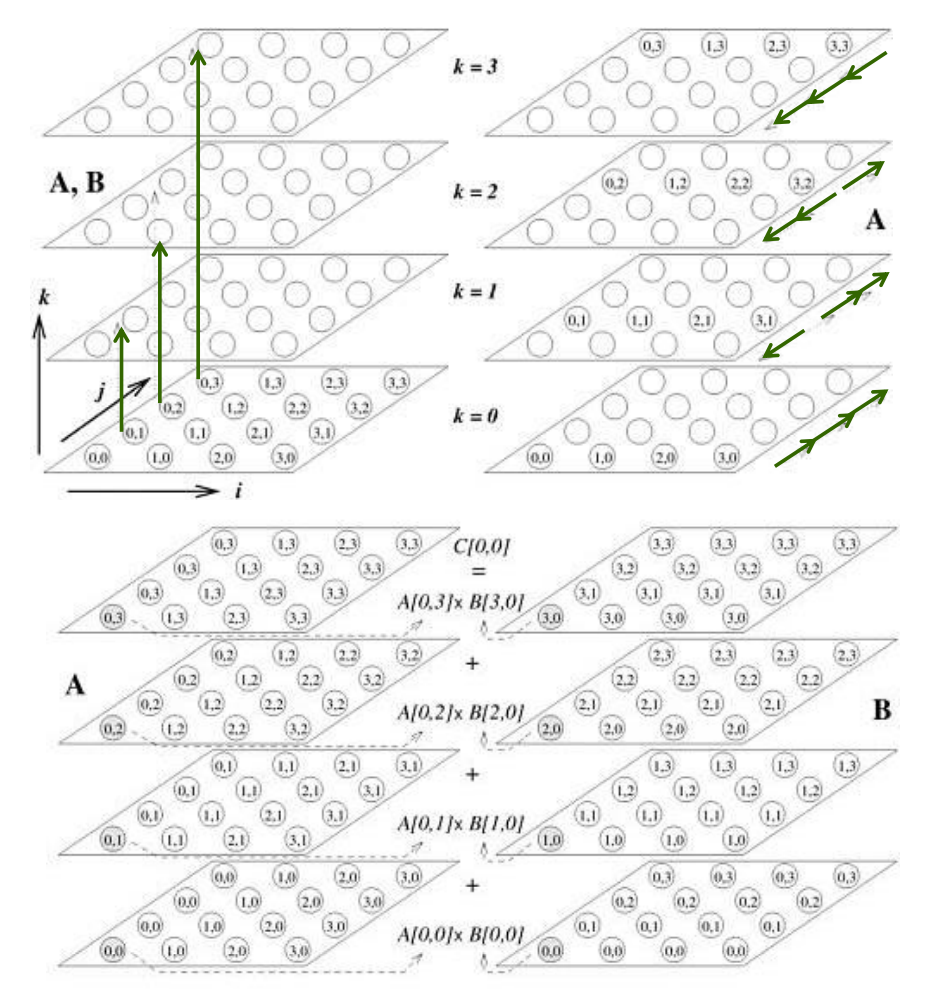 0,3 1,3 2,3 3,3
k = 3
A, B
k = 2
0,2 1,2 2,2 3,2
A
k
k = 1
0,1 1,1 2,1 3,1
j
0,3 1,3 2,3 3,3
0,2 1,2 2,2 3,2
0,1 1,1 2,1 3,1
0,0 1,0 2,0 3,0
k = 0
0,0 1,0 2,0 3,0
i
0,3 1,3 2,3 3,3
0,3 1,3 2,3 3,3
0,3 1,3 2,3 3,3
0,3 1,3 2,3 3,3
C[0,0]
=
A[0,3]× B[3,0]
3,3 3,3 3,3 3,3
3,2 3,2 3,2 3,2
3,1 3,1 3,1 3,1
3,0 3,0 3,0 3,0
A
0,2 1,2 2,2 3,2
0,2 1,2 2,2 3,2
0,2 1,2 2,2 3,2
0,2 1,2 2,2 3,2
+
A[0,2]× B[2,0]
2,3 2,3 2,3 2,3
2,2 2,2 2,2 2,2
2,1 2,1 2,1 2,1
2,0 2,0 2,0 2,0
B
0,1 1,1 2,1 3,1
0,1 1,1 2,1 3,1
0,1 1,1 2,1 3,1
0,1 1,1 2,1 3,1
+
A[0,1]× B[1,0]
1,3 1,3 1,3 1,3
1,2 1,2 1,2 1,2
1,1 1,1 1,1 1,1
1,0 1,0 1,0 1,0
0,0 1,0 2,0 3,0
0,0 1,0 2,0 3,0
0,0 1,0 2,0 3,0
0,0 1,0 2,0 3,0
+
A[0,0]× B[0,0]
0,3 0,3 0,3 0,3
0,2 0,2 0,2 0,2
0,1 0,1 0,1 0,1
0,0 0,0 0,0 0,0